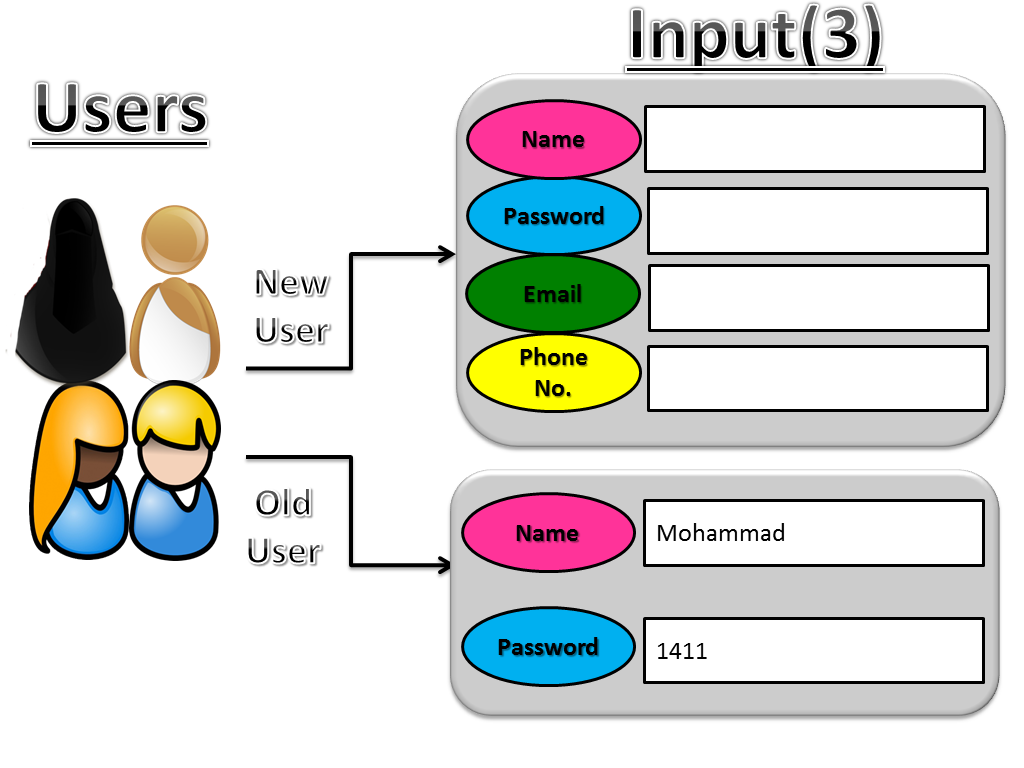 Input(3)
Users
Name
Password
Email
Phone
No.
New
User
Old
User
Name
Mohammad
Password
1411